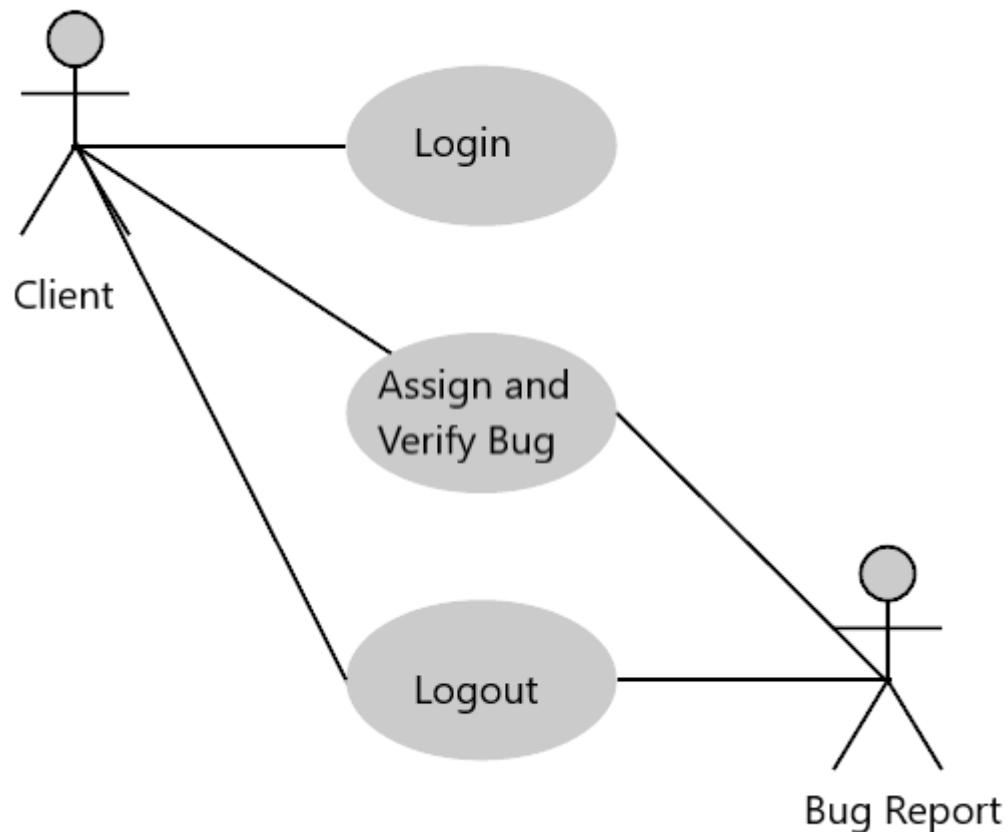 Login
Client
Assign and
Verify Bug
Logout
Bug Report